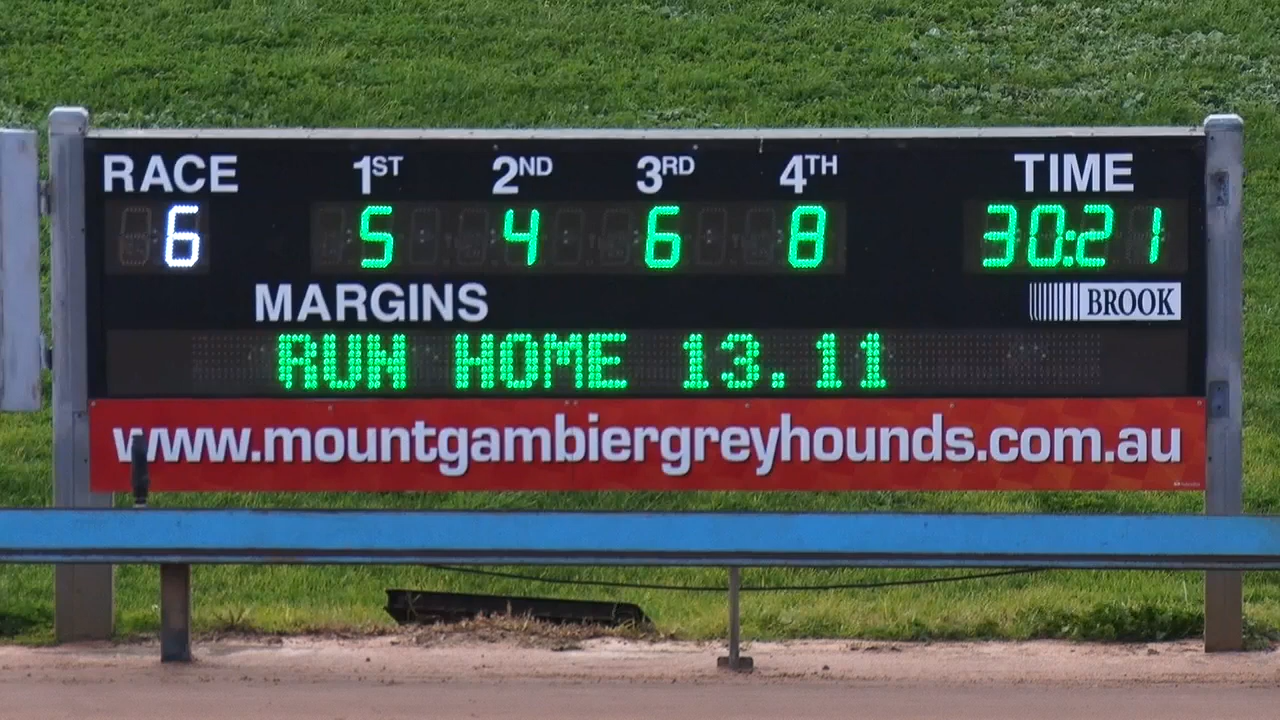 RACE 1ST 2ND 3RD 4TH TIME
6 5 4 6 8 30:21
MARGINS BROOK
RUN HOME 13.11
www.mountgambiergreyhounds.com.au